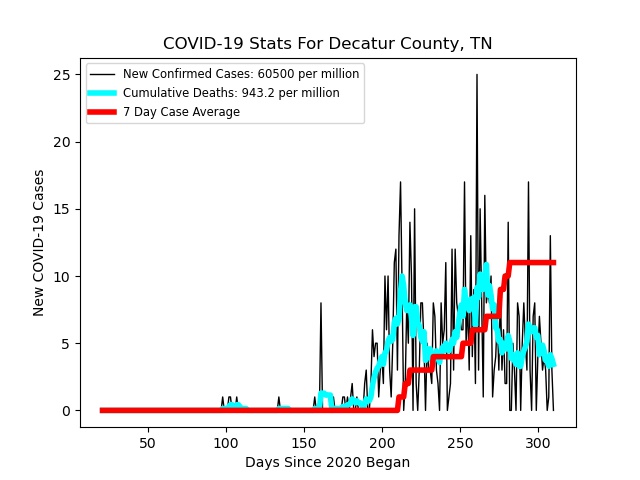 COVID-19 Stats For Decatur County, TN
New Confirmed Cases: 60500 per million
Cumulative Deaths: 943.2 per million
7 Day Case Average
New COVID-19 Cases
25
20
15
10
5
0
50 100 150 200 250 300
Days Since 2020 Began